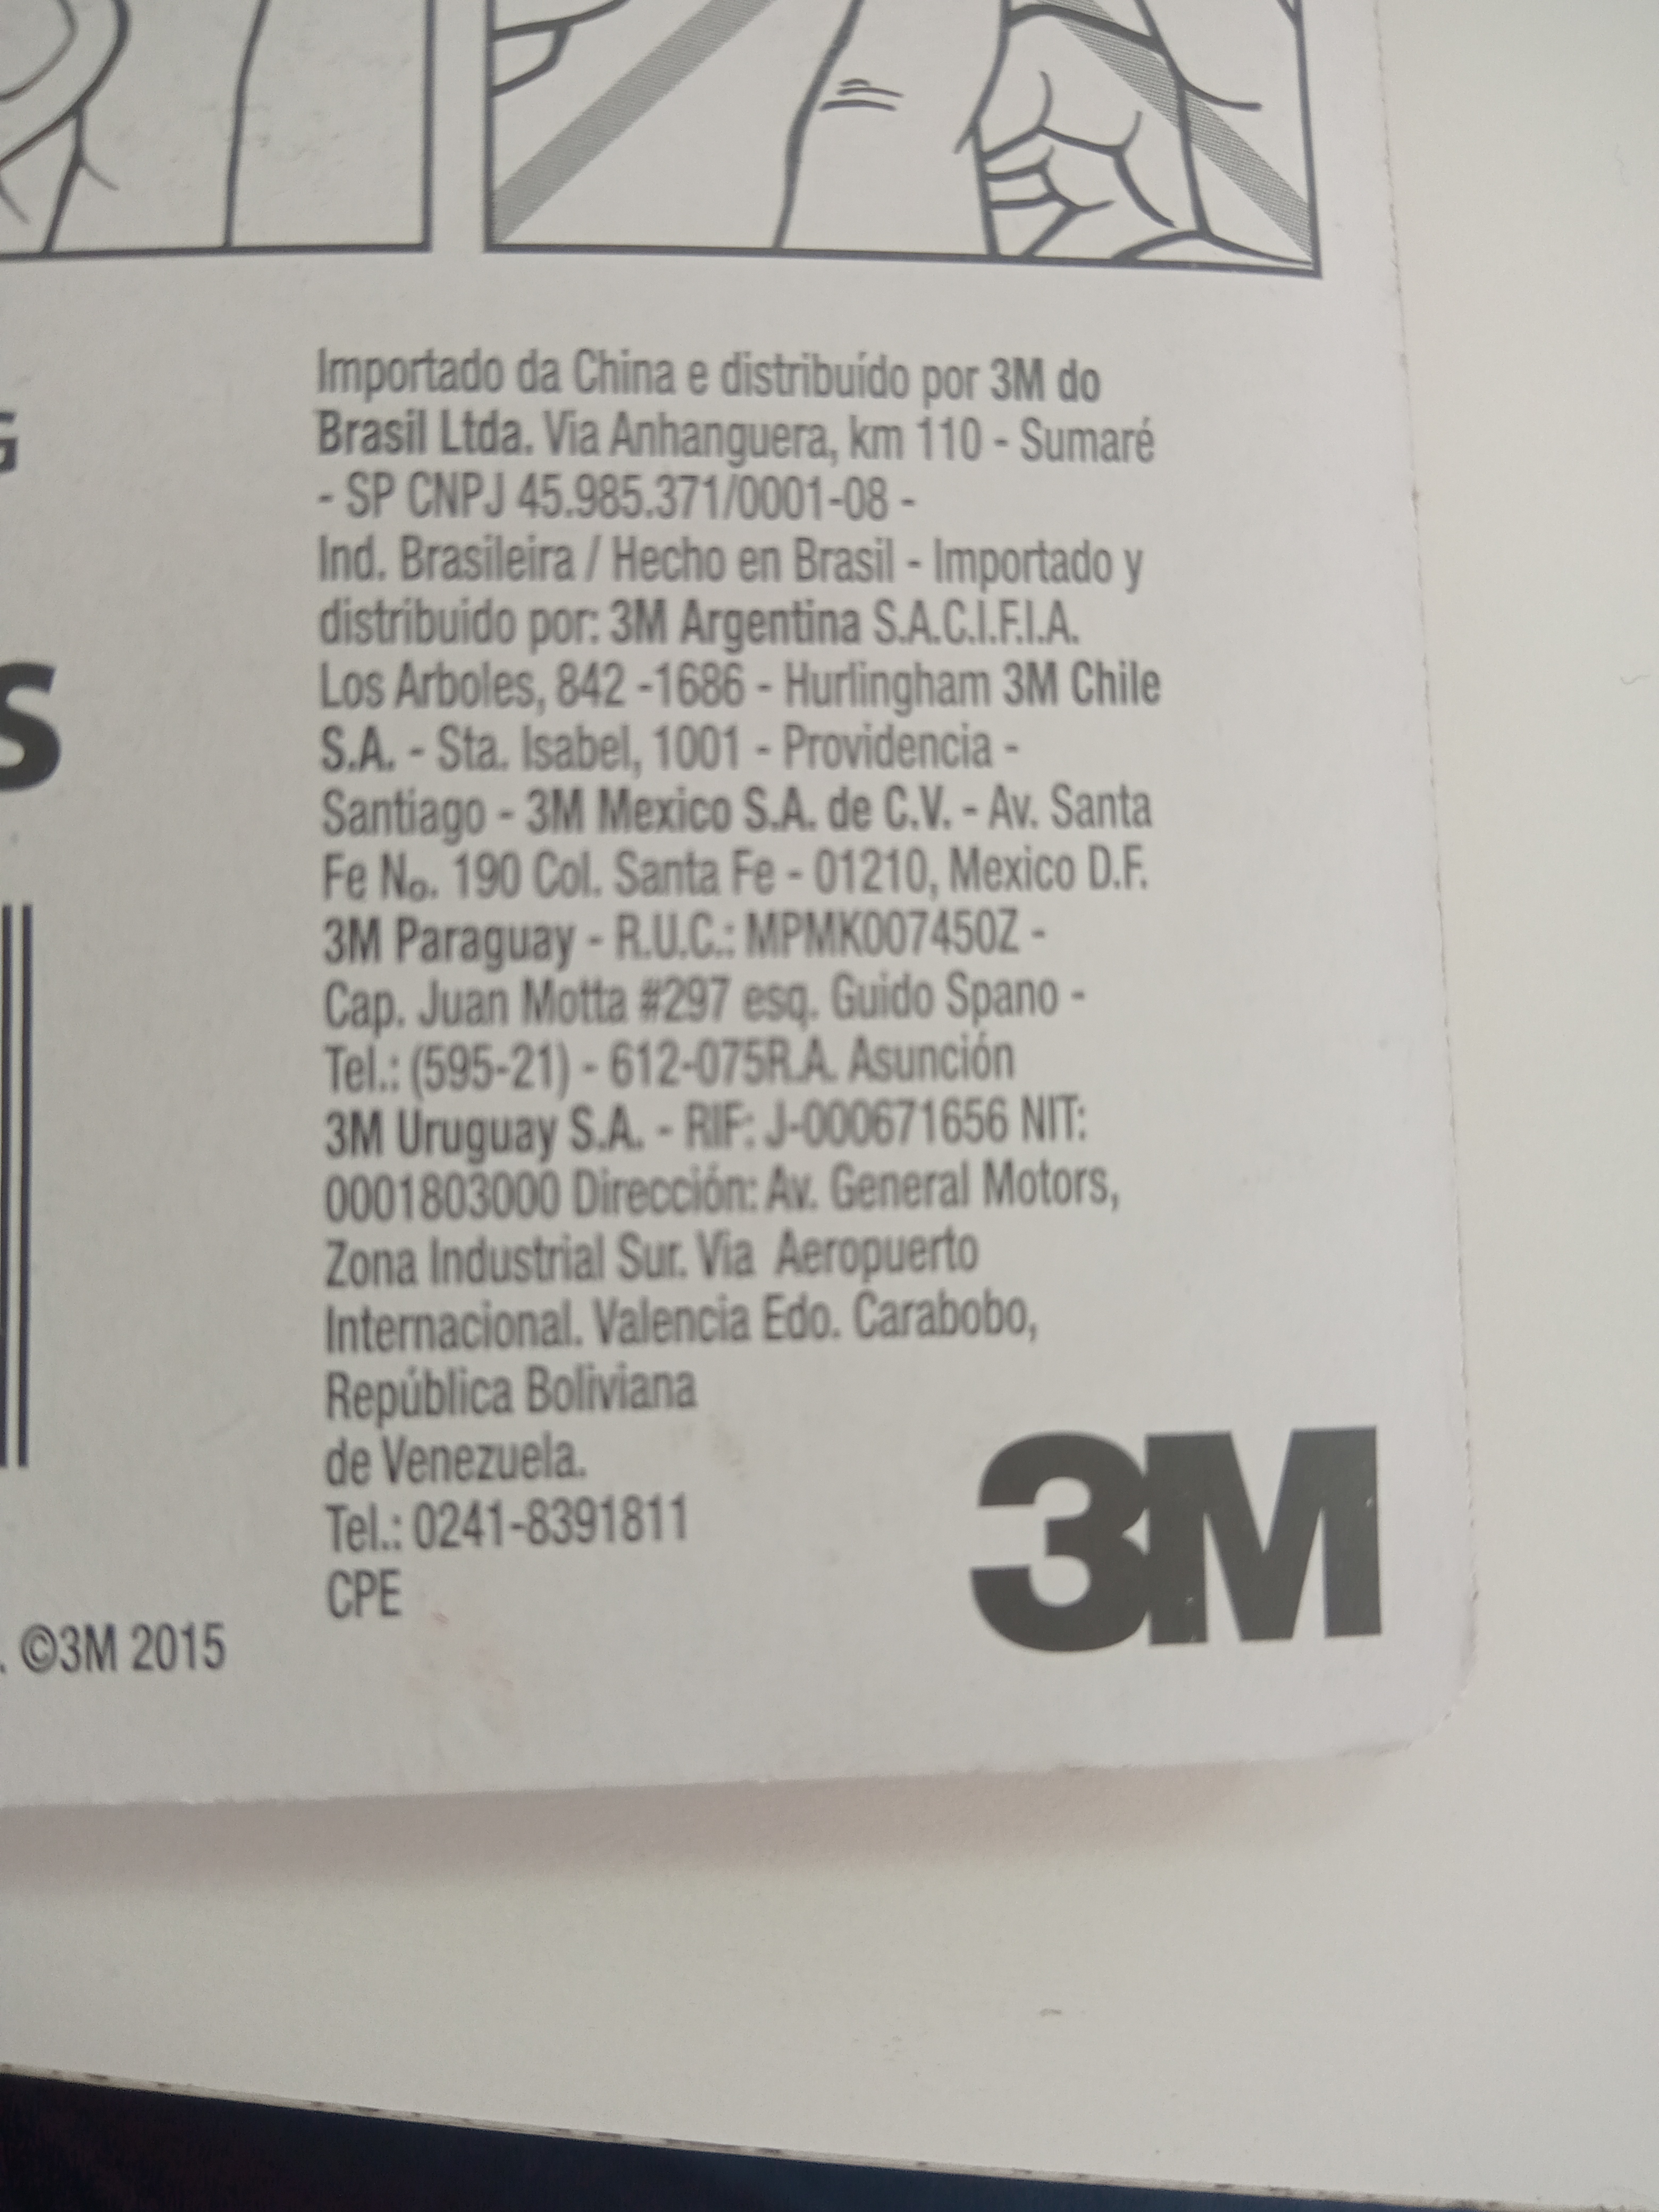 Importado da China e distribuído por 3M do
Brasil Ltda. Via Anhanguera, km 110 - Sumaré
- SP CNPJ 45.985.371/0001-08 -
Ind. Brasileira / Hecho en Brasil - Importado y
distribuido por: 3M Argentina S.A.C.I.F.I.A.
Los Arboles, 842 -1686 - Hurlingham 3M Chile
S.A. - Sta. Isabel, 1001 - Providencia -
Santiago - 3M Mexico S.A. de C.V. - Av. Santa
Fe No. 190 Col. Santa Fe - 01210, Mexico D.F.
3M Paraguay - R.U.C.: MPMK007450Z -
Cap. Juan Motta #297 esq. Guido Spano -
Tel.: (595-21) - 612-075R.A. Asunción
3M Uruguay S.A. - RIF: J-000671656 NIT:
0001803000 Dirección: Av. General Motors,
Zona Industrial Sur. Via Aeropuerto
Internacional. Valencia Edo. Carabobo,
República Boliviana
de Venezuela.
Tel.: 0241-8391811
CPE
3M
. ©3M 2015
G
S